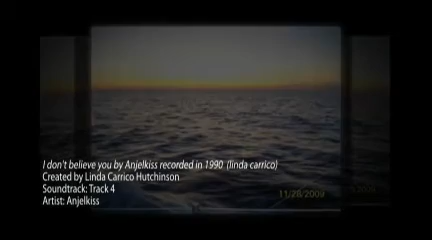 I don't believe you by Anjelkiss recorded in 1990 (linda carrico)
Created by Linda Carrico Hutchinson
Soundtrack: Track 4
Artist: Anjelkiss
11/28/2009